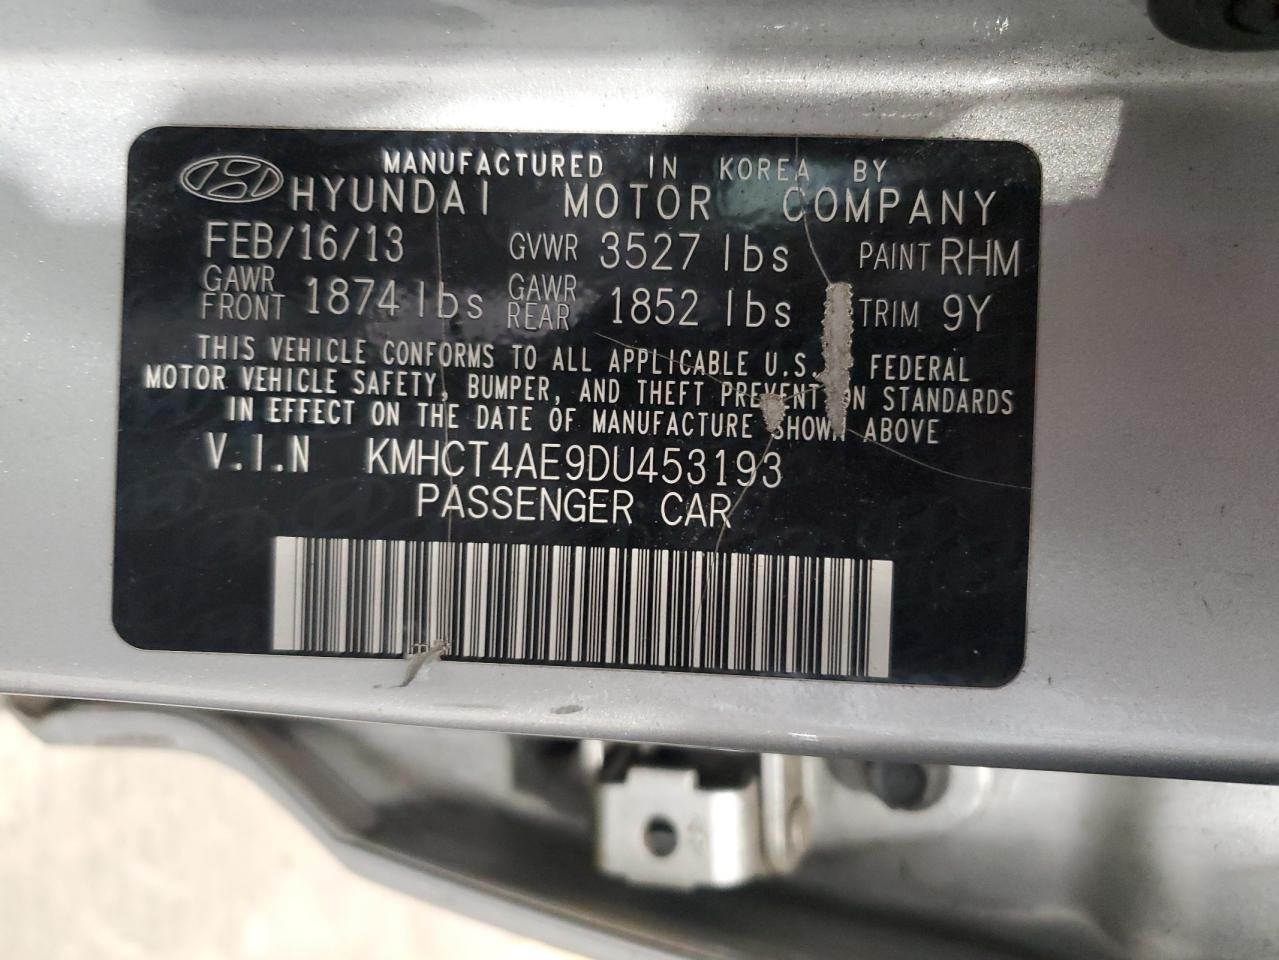 MANUFACTURED IN KOREA BY
HYUNDAI MOTOR COMPANY
FEB/16/13 GVWR 3527 lbs PAINT RHM
GAWR FRONT 1874 lbs GAWR REAR 1852 lbs TRIM 9Y
THIS VEHICLE CONFORMS TO ALL APPLICABLE U.S. FEDERAL
MOTOR VEHICLE SAFETY, BUMPER, AND THEFT PREVENTION STANDARDS
IN EFFECT ON THE DATE OF MANUFACTURE SHOWN ABOVE
V.I.N KMHCT4AE9DU453193
PASSENGER CAR